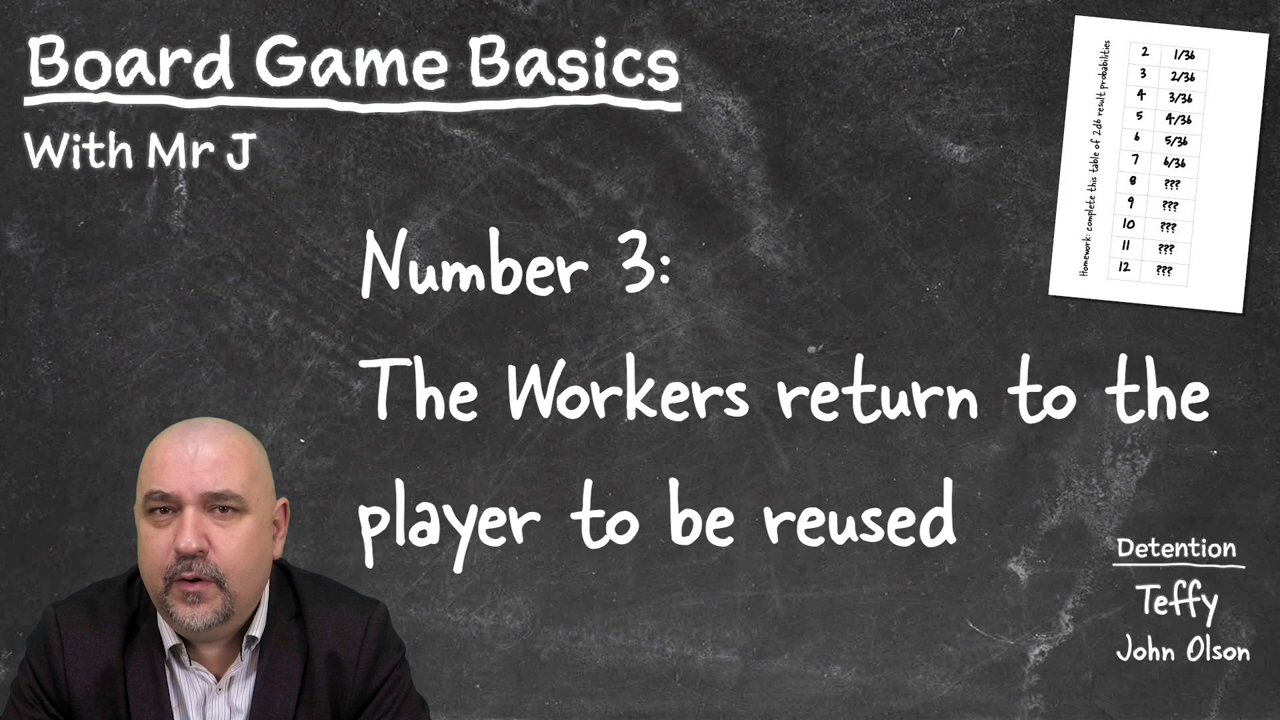 Board Game Basics
With Mr J
Homework: complete this table of 2d6 result probabilities
2 1/36
3 2/36
4 3/36
5 4/36
6 5/36
7 6/36
8 ???
9 ???
10 ???
11 ???
12 ???
Number 3:
The Workers return to the
player to be reused
Detention
Teffy
John Olson